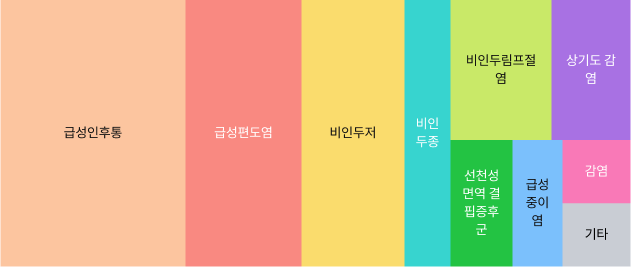 급성인후통
급성편도염
비인두저
비인
두종
비인두림프절
염
상기도 감
염
선천성
면역 결
핍증후
군
급성
중이
염
감염
기타